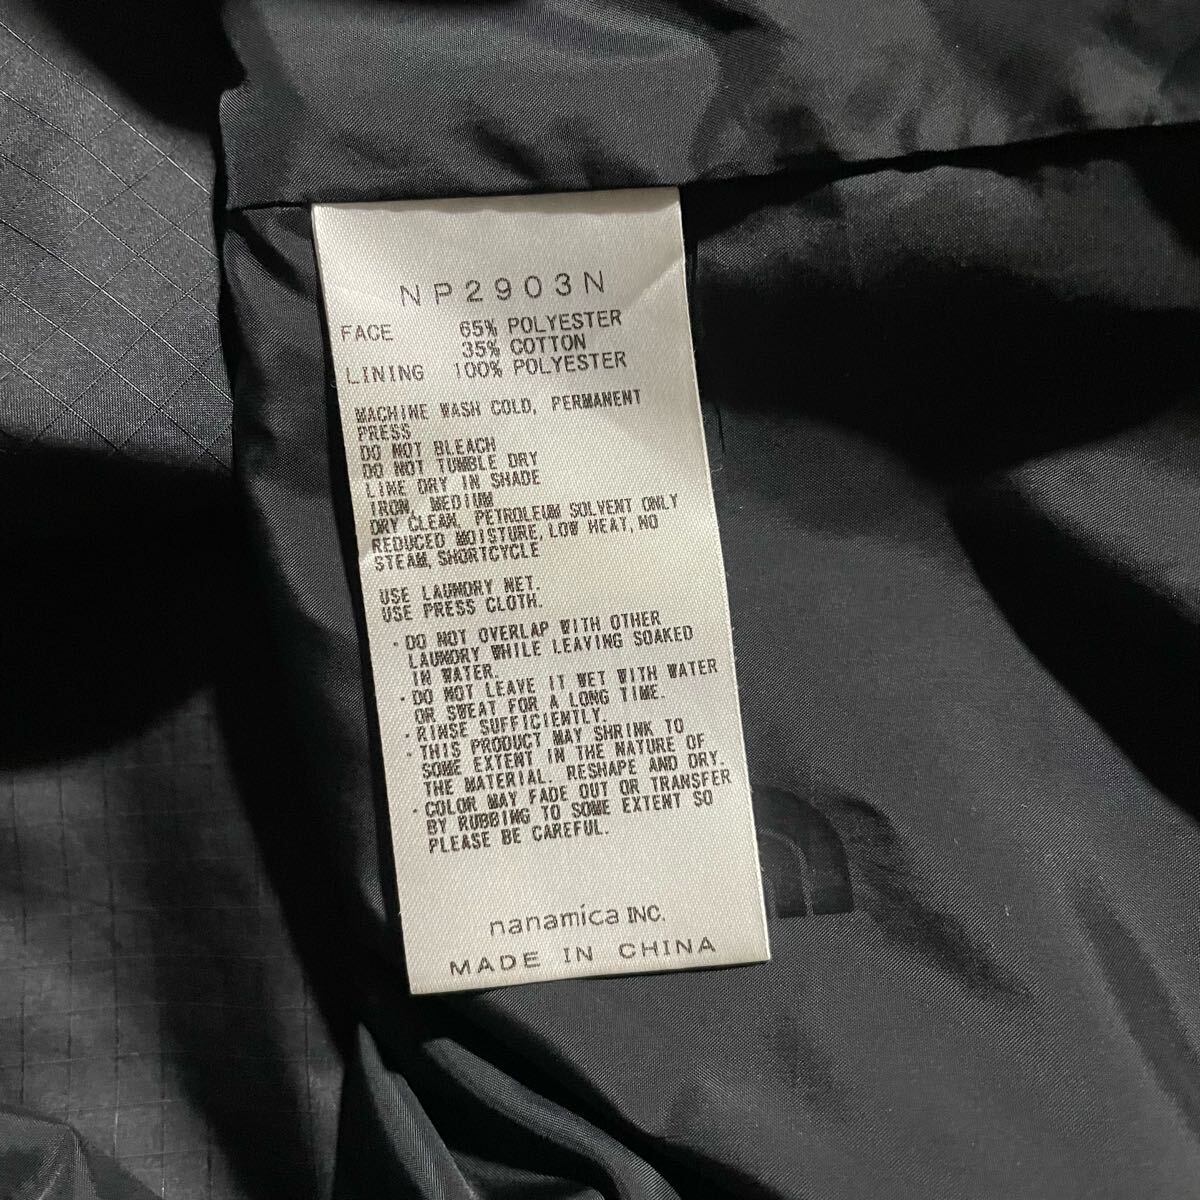 NP2903N
FACE 65% POLYESTER
35% COTTON
LINING 100% POLYESTER
MACHINE WASH COLD, PERMANENT
PRESS
DO NOT BLEACH
DO NOT TUMBLE DRY
LINE DRY IN SHADE
IRON, MEDIUM
DRY CLEAN, PETROLEUM SOLVENT ONLY
REDUCED MOISTURE, LOW HEAT, NO
STEAM, SHORTCYCLE
USE LAUNDRY NET.
USE PRESS CLOTH.
・DO NOT OVERLAP WITH OTHER
LAUNDRY WHILE LEAVING SOAKED
IN WATER.
・DO NOT LEAVE IT WET WITH WATER
OR SWEAT FOR A LONG TIME.
・RINSE SUFFICIENTLY.
・THIS PRODUCT MAY SHRINK TO
SOME EXTENT IN THE NATURE OF
THE MATERIAL. RESHAPE AND DRY.
・COLOR MAY FADE OUT OR TRANSFER
BY RUBBING TO SOME EXTENT SO
PLEASE BE CAREFUL.
nanamica INC.
MADE IN CHINA